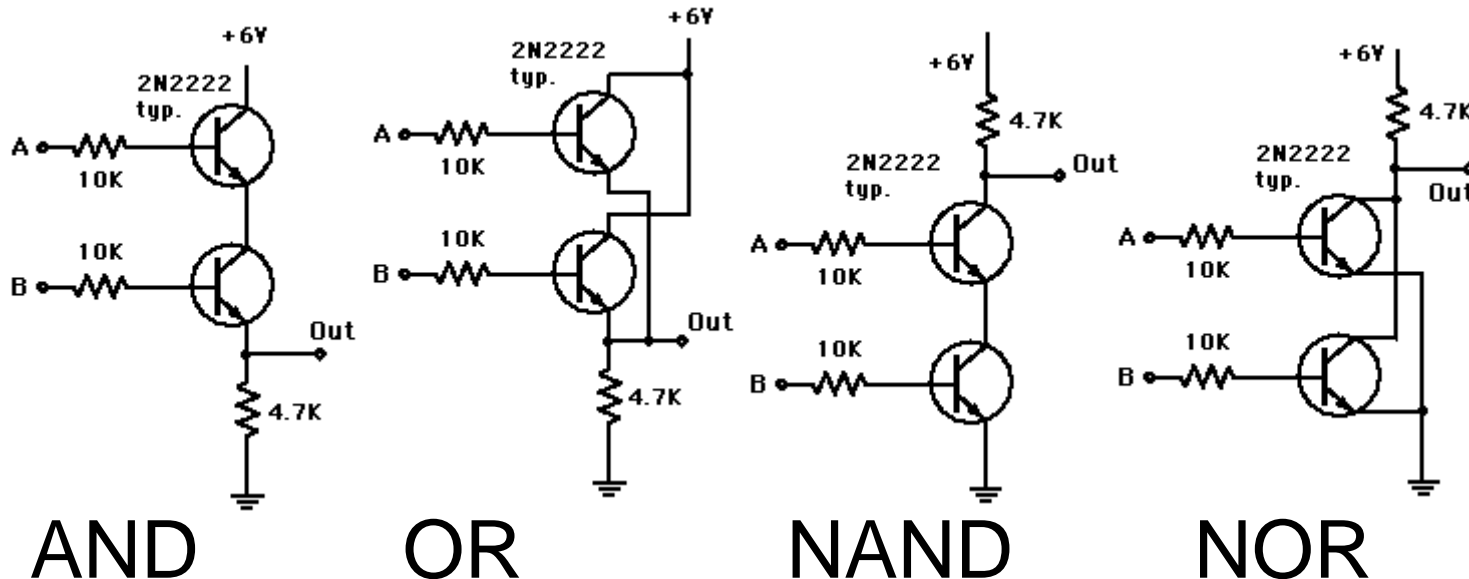 +6V
2N2222
typ.
A
10K
10K
B
Out
4.7K
AND
+6V
2N2222
typ.
A
10K
10K
B
Out
4.7K
OR
+6V
4.7K
Out
2N2222
typ.
A
10K
10K
B
NAND
+6V
4.7K
Out
2N2222
typ.
A
10K
10K
B
NOR